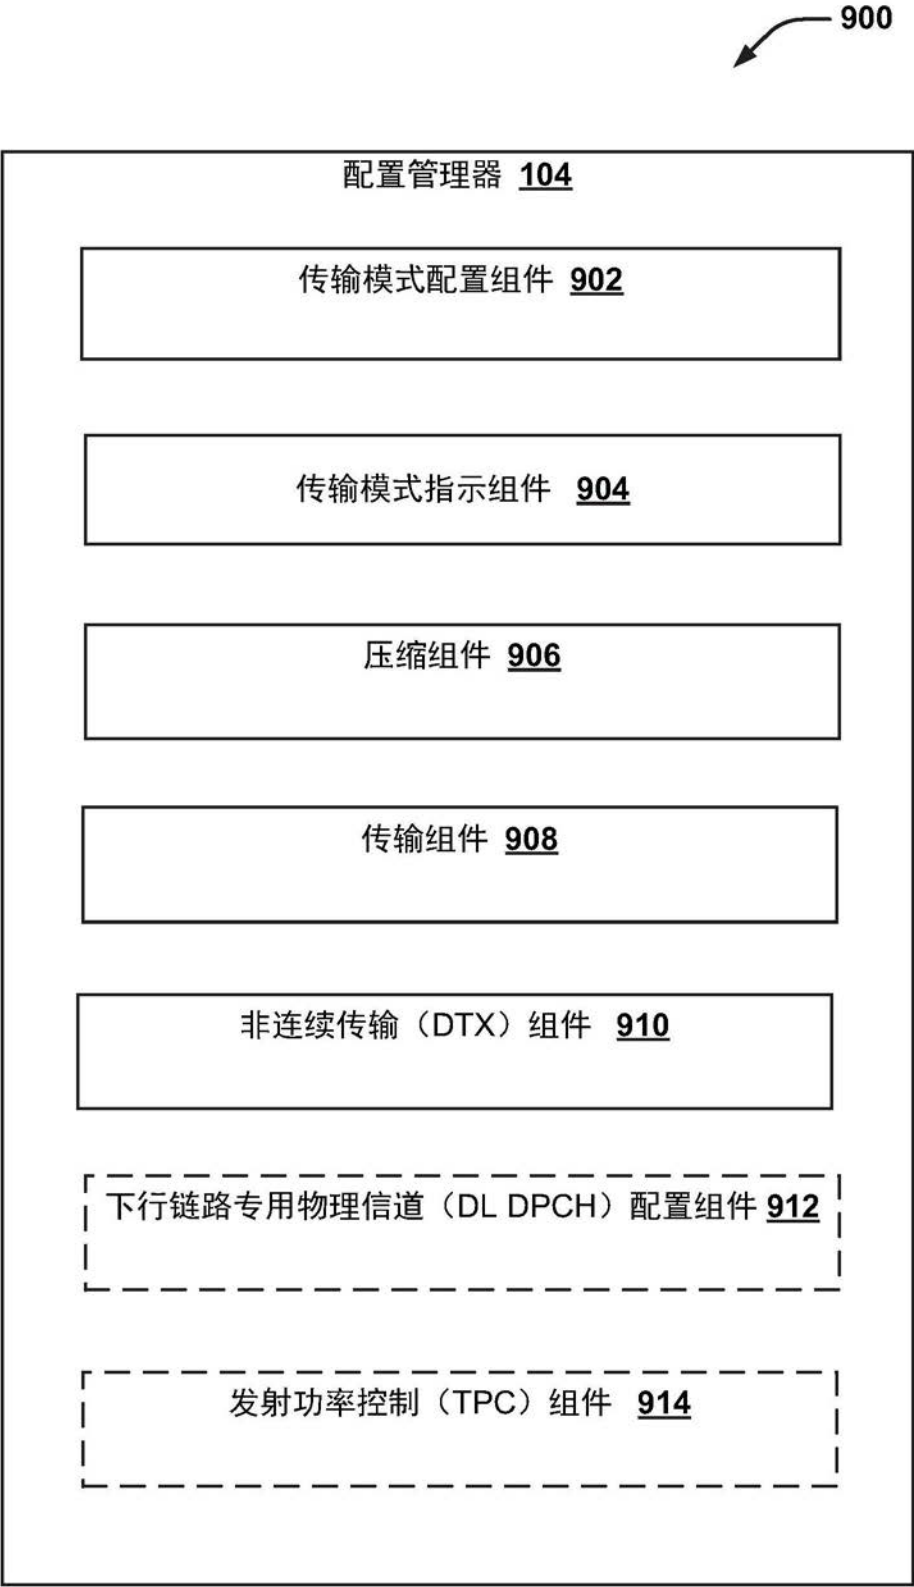 900
配置管理器 104
传输模式配置组件 902
传输模式指示组件 904
压缩组件 906
传输组件 908
非连续传输（DTX）组件 910
下行链路专用物理信道（DL DPCH）配置组件 912
发射功率控制（TPC）组件 914